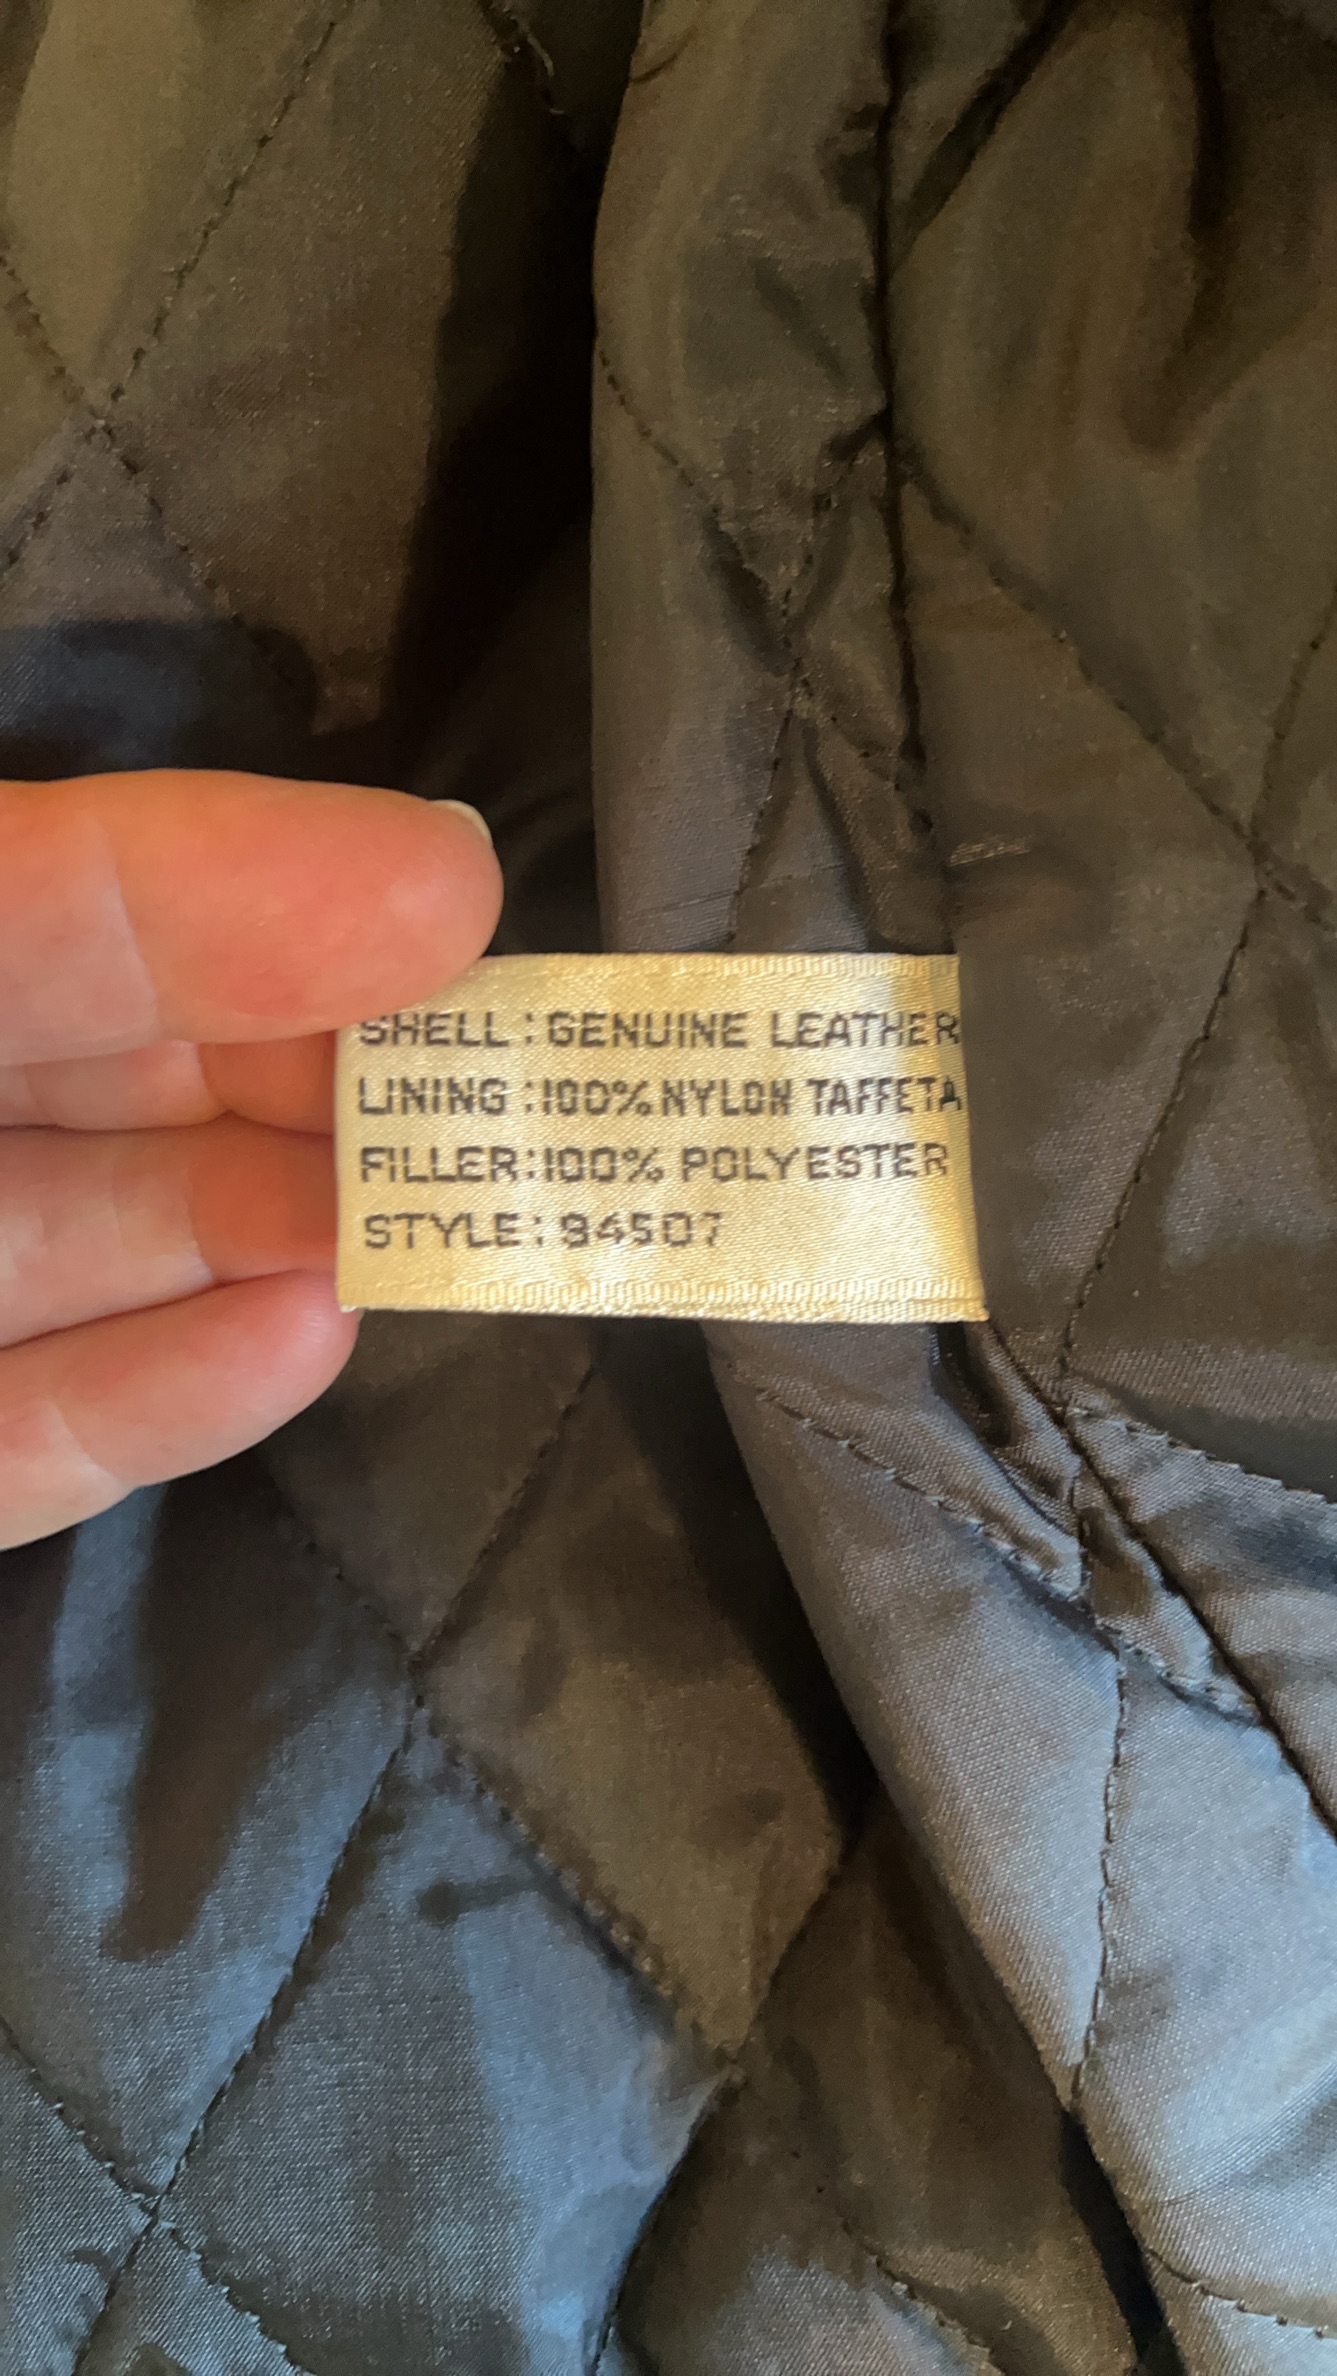 SHELL : GENUINE LEATHER
LINING : 100% NYLON TAFFETA
FILLER: 100% POLYESTER
STYLE: 94507